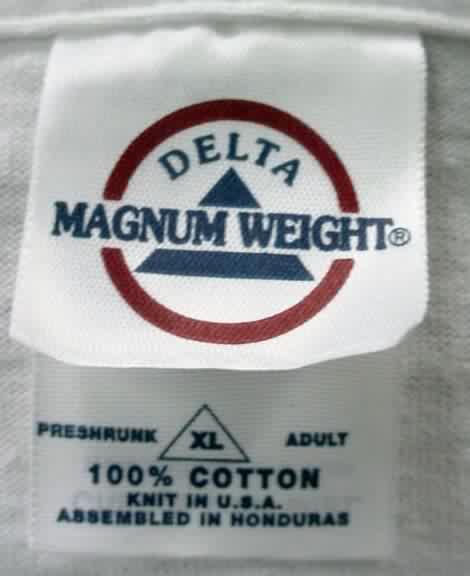 DELTA
MAGNUM WEIGHT®
PRESHRUNK XL ADULT
100% COTTON
KNIT IN U.S.A.
ASSEMBLED IN HONDURAS